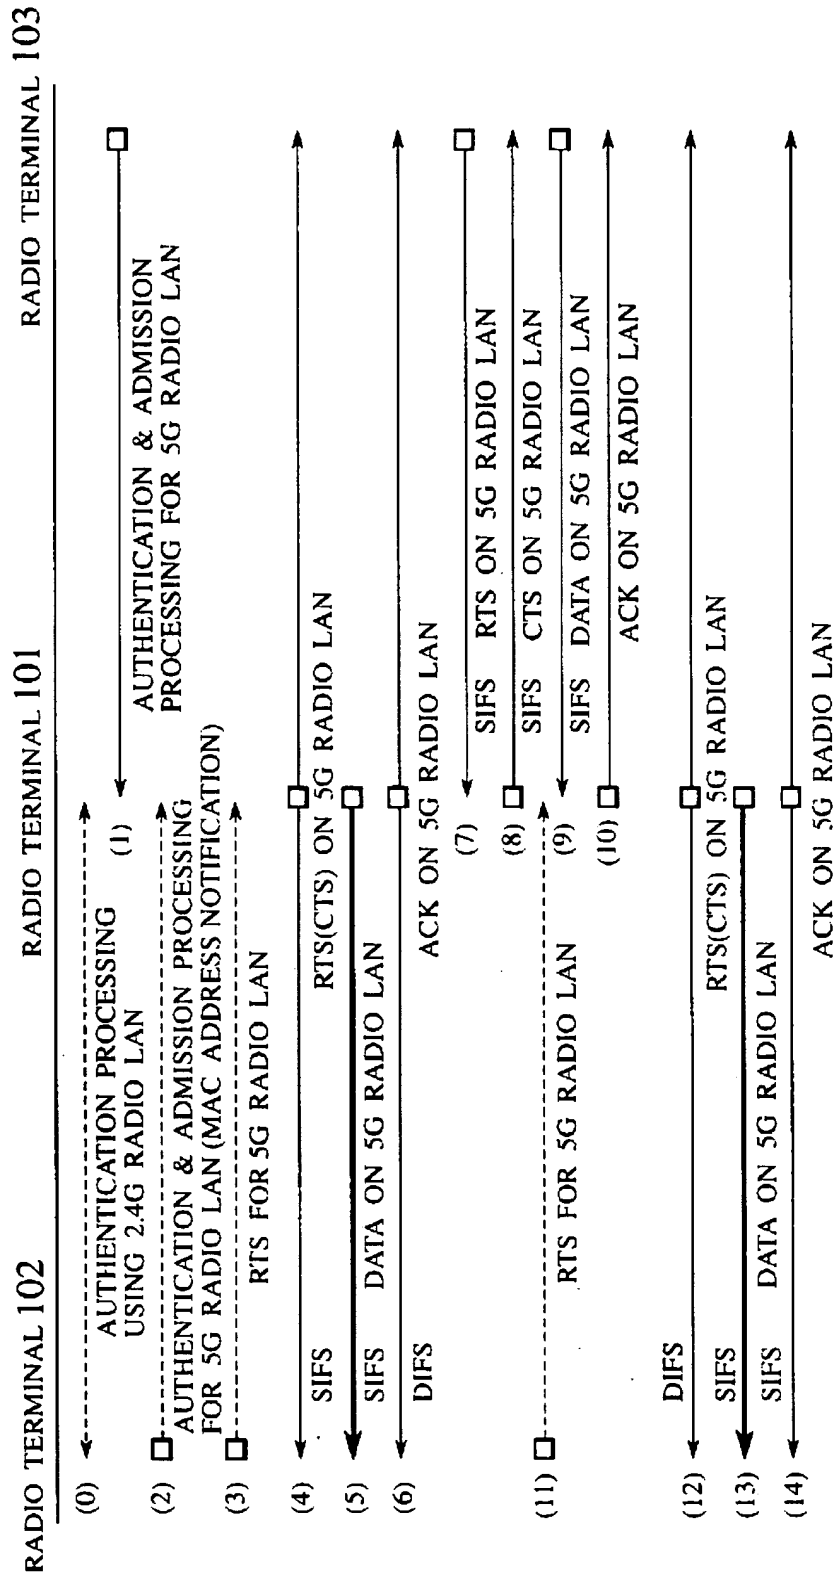 RADIO TERMINAL 102
RADIO TERMINAL 101
RADIO TERMINAL 103
(0)
AUTHENTICATION PROCESSING
USING 2.4G RADIO LAN
(1)
AUTHENTICATION & ADMISSION
PROCESSING FOR 5G RADIO LAN
(2)
AUTHENTICATION & ADMISSION PROCESSING
FOR 5G RADIO LAN (MAC ADDRESS NOTIFICATION)
(3)
RTS FOR 5G RADIO LAN
(4)
SIFS
RTS(CTS) ON 5G RADIO LAN
(5)
SIFS
DATA ON 5G RADIO LAN
(6)
DIFS
ACK ON 5G RADIO LAN
(7)
SIFS RTS ON 5G RADIO LAN
(8)
SIFS CTS ON 5G RADIO LAN
(9)
SIFS DATA ON 5G RADIO LAN
(10)
ACK ON 5G RADIO LAN
(11)
RTS FOR 5G RADIO LAN
DIFS
(12)
SIFS
RTS(CTS) ON 5G RADIO LAN
(13)
SIFS
DATA ON 5G RADIO LAN
(14)
ACK ON 5G RADIO LAN